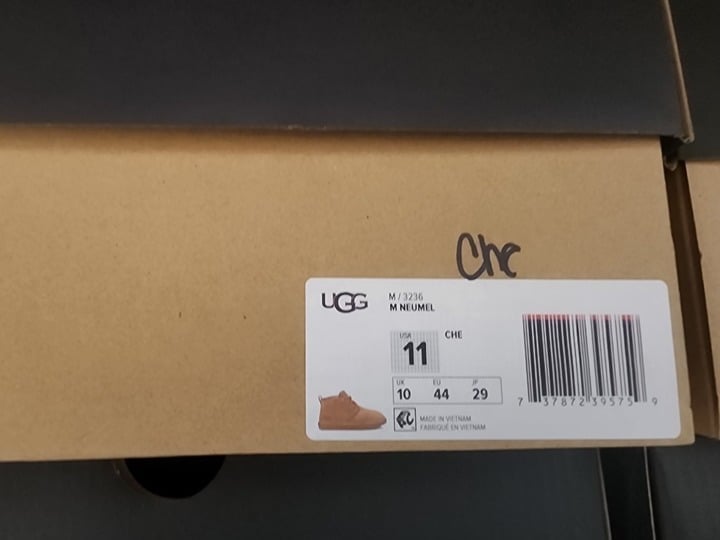 Che
UGG
M / 3236
M NEUMEL
USA
11
CHE
UK EU JP
10 44 29
MADE IN VIETNAM
FABRIQUÉ EN VIETNAM
7 37872 39575 9